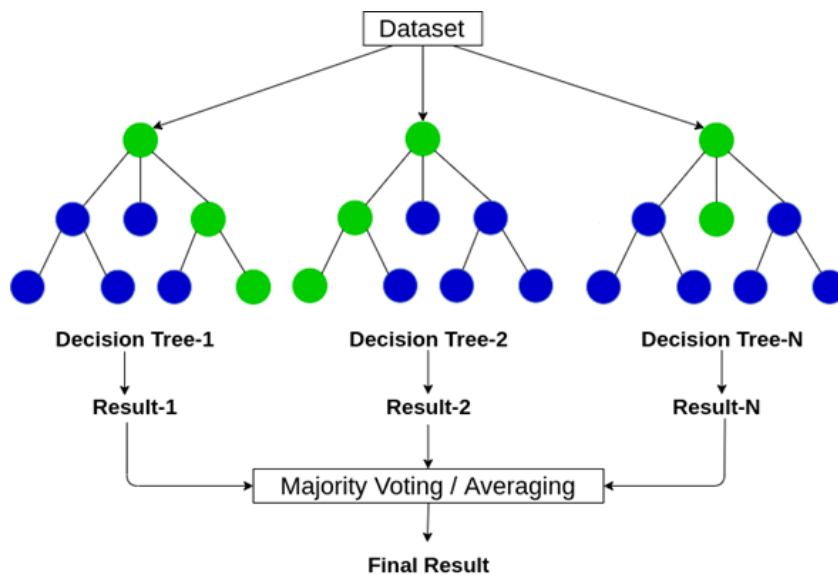 Dataset
Decision Tree-1
Decision Tree-2
Decision Tree-N
Result-1
Result-2
Result-N
Majority Voting / Averaging
Final Result